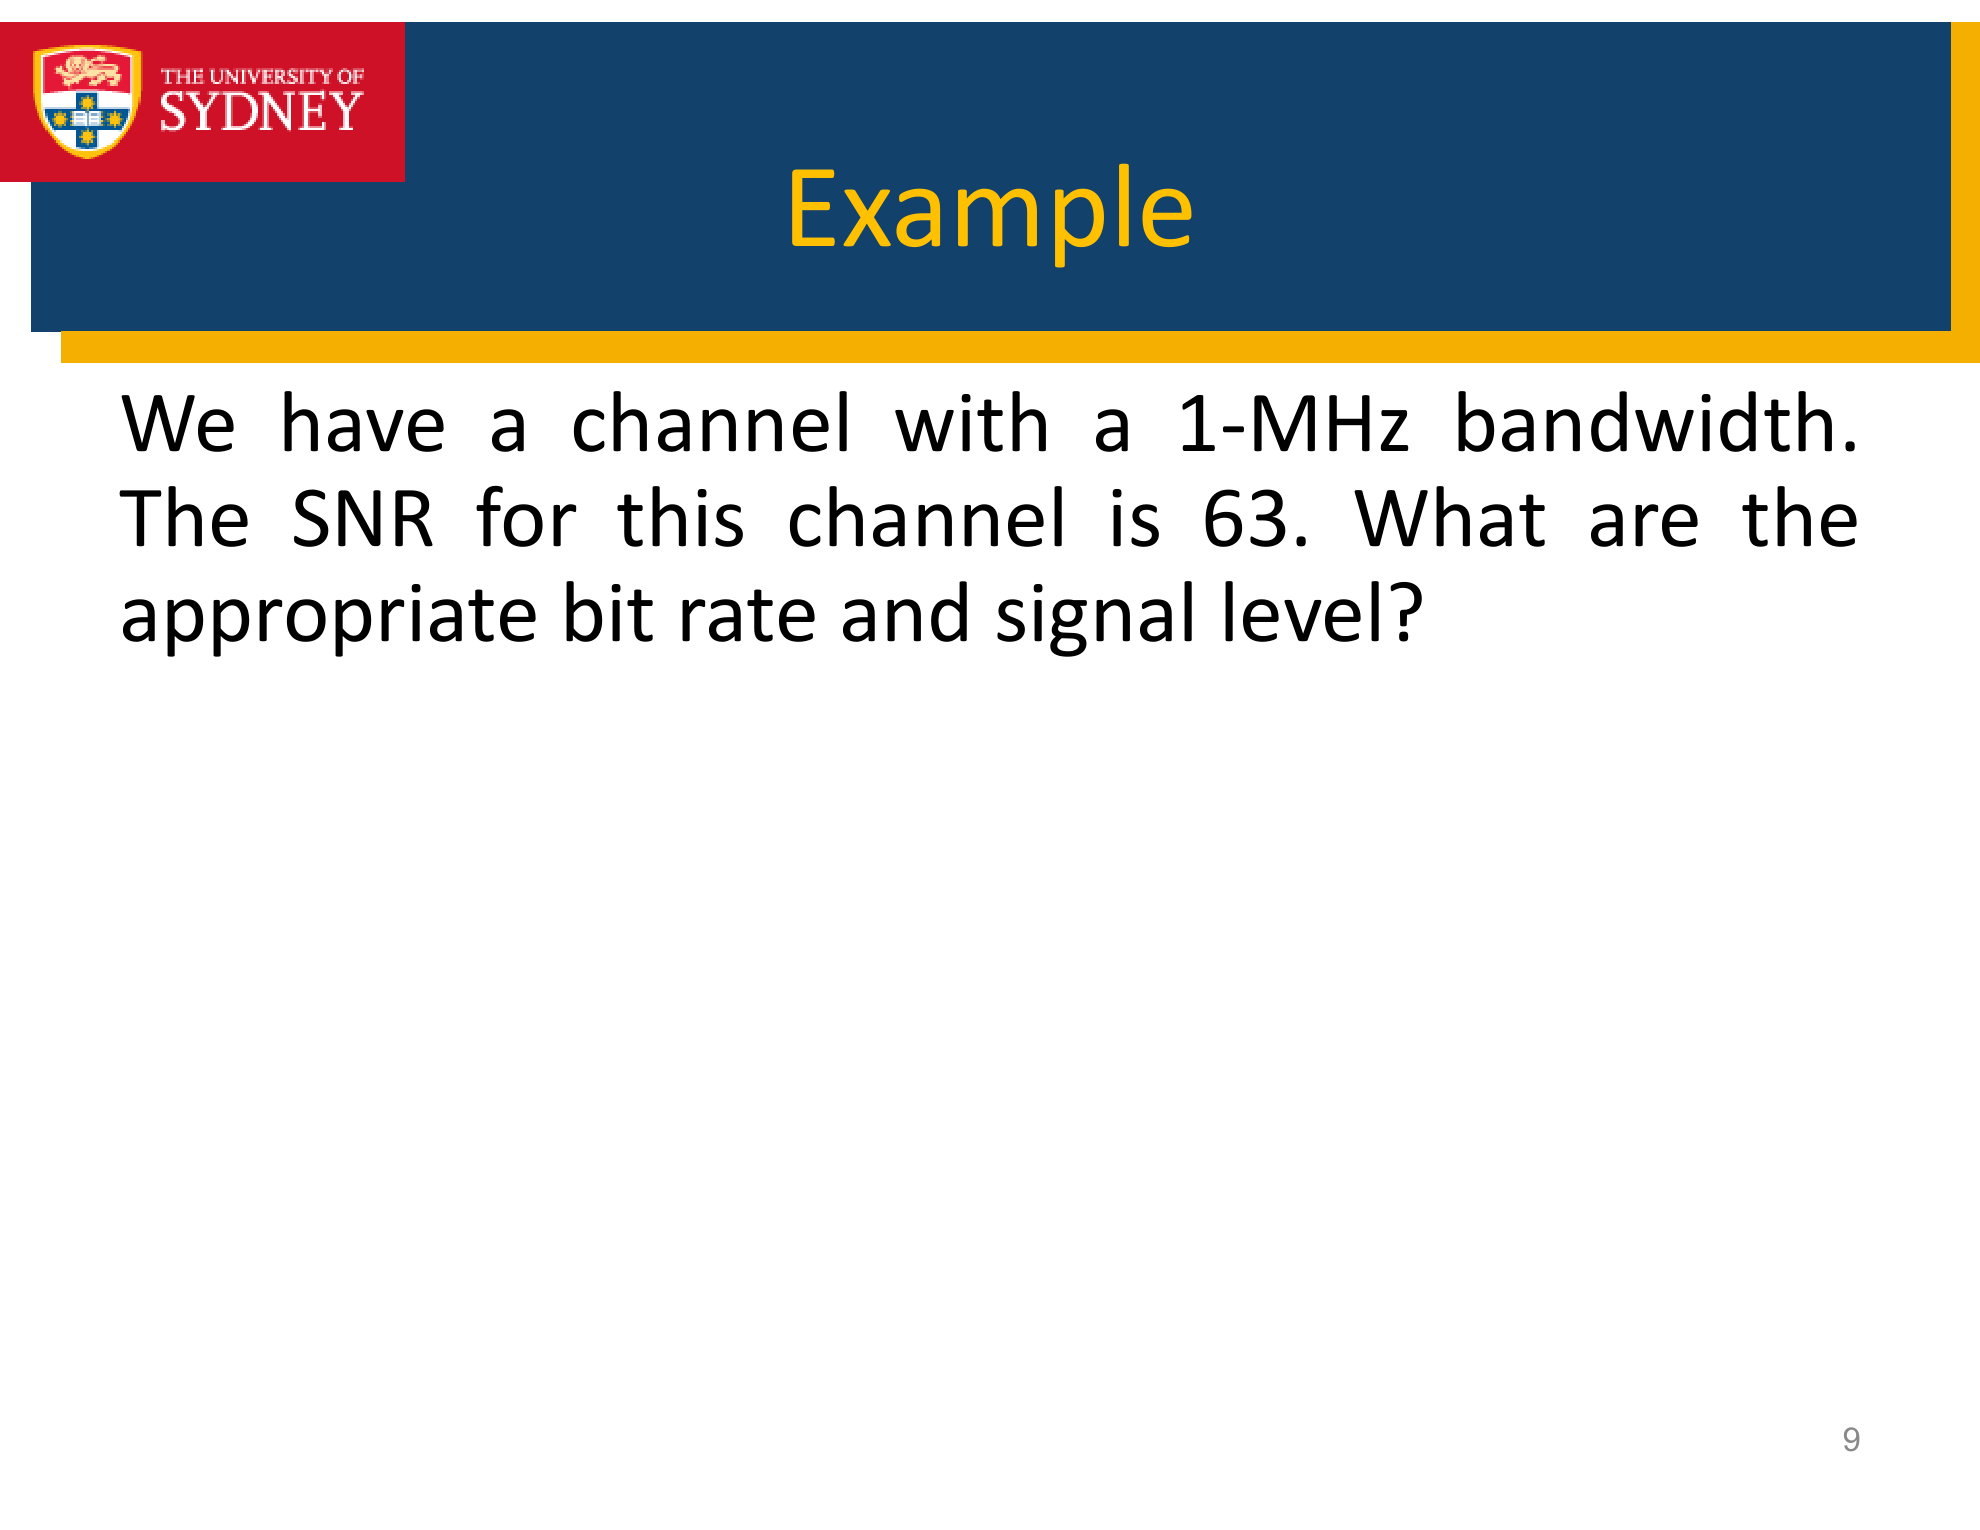 THE UNIVERSITY OF
SYDNEY
Example
We have a channel with a 1-MHz bandwidth.
The SNR for this channel is 63. What are the
appropriate bit rate and signal level?
9